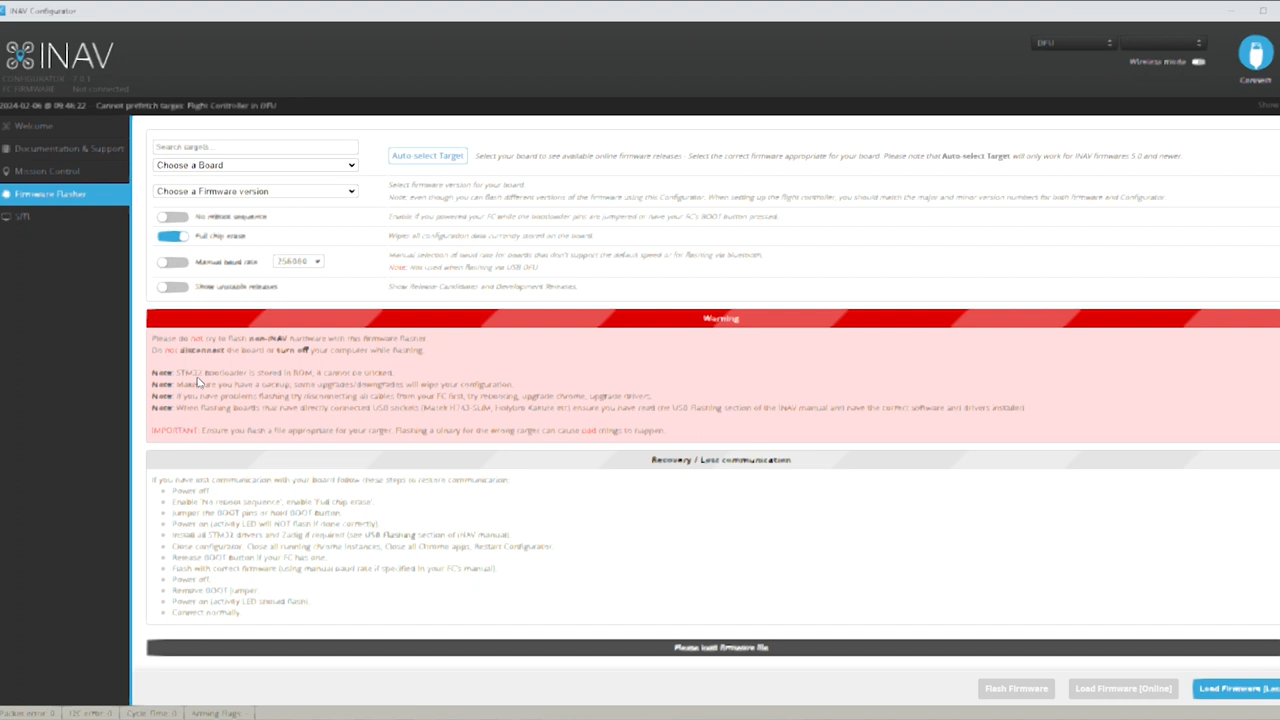 INAV Configurator
INAV
CONFIGURATOR 7.0.1
FC FIRMWARE Not connected
DFU
Wireless mode
Connect
2024-02-06 @ 09:46:22 Cannot prefetch target: Flight Controller in DFU
Show
Welcome
Documentation & Support
Mission Control
Firmware Flasher
SITL
Search targets...
Choose a Board
Auto-select Target
Select your board to see available online firmware releases - Select the correct firmware appropriate for your board. Please note that Auto-select Target will only work for INAV firmwares 5.0 and newer
Choose a Firmware version
Select firmware version for your board.
Note: even though you can flash different versions of the firmware using this Configurator. When setting up the flight controller, you should match the major and minor version numbers for both firmware and Configurator.
No reboot sequence
Enable if you powered your FC while the bootloader pins are jumpered or have your FC's BOOT button pressed.
Full chip erase
Wipes all configuration data currently stored on the board.
Manual baud rate
256000
Manual selection of baud rate for boards that don't support the default speed or for flashing via bluetooth.
Note: Not used when flashing via USB DFU
Show unstable releases
Show Release Candidates and Development Releases.
Warning
Please do not try to flash non-INAV hardware with this firmware flasher.
Do not disconnect the board or turn off your computer while flashing.
Note: STM32 bootloader is stored in ROM, it cannot be bricked.
Note: Make sure you have a backup; some upgrades/downgrades will wipe your configuration.
Note: If you have problems flashing try disconnecting all cables from your FC first, try rebooting, upgrade chrome, upgrade drivers.
Note: When flashing boards that have directly connected USB sockets (Matek H743-SLIM, Holybro Kakute etc) ensure you have read the USB Flashing section of the INAV manual and have the correct software and drivers installed
IMPORTANT: Ensure you flash a file appropriate for your target. Flashing a binary for the wrong target can cause bad things to happen.
Recovery / Lost communication
If you have lost communication with your board follow these steps to restore communication:
Power off
Enable 'No reboot sequence', enable 'Full chip erase'.
Jumper the BOOT pins or hold BOOT button.
Power on (activity LED will NOT flash if done correctly).
Install all STM32 drivers and Zadig if required (see USB Flashing section of INAV manual).
Close configurator, Close all running chrome instances, Close all Chrome apps, Restart Configurator.
Release BOOT button if your FC has one.
Flash with correct firmware (using manual baud rate if specified in your FC's manual).
Power off.
Remove BOOT jumper.
Power on (activity LED should flash).
Connect normally.
Please load firmware file
Flash Firmware
Load Firmware [Online]
Load Firmware [Loc
Packet error: 0
I2C error: 0
Cycle Time: 0
Arming Flags: